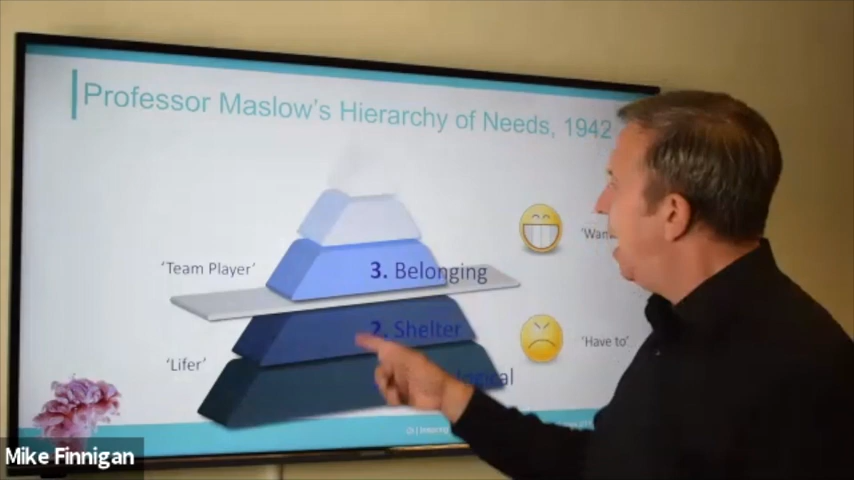 Professor Maslow's Hierarchy of Needs, 1942
'Team Player'
3. Belonging
'Lifer'
2. Shelter
'Have to'
Mike Finnigan